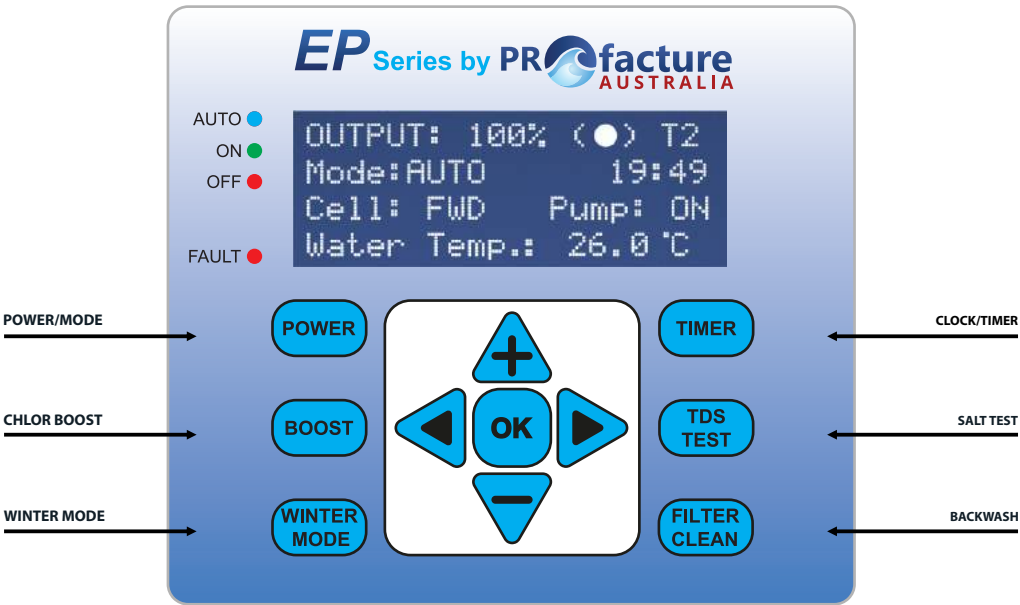 EP Series by PROfacture
AUSTRALIA
AUTO
ON
OFF
FAULT
OUTPUT: 100% (●) T2
Mode:AUTO 19:49
Cell: FWD Pump: ON
Water Temp.: 26.0 °C
POWER/MODE
POWER
+
TIMER
CLOCK/TIMER
CHLOR BOOST
BOOST
OK
TDS
TEST
SALT TEST
WINTER MODE
WINTER
MODE
−
FILTER
CLEAN
BACKWASH